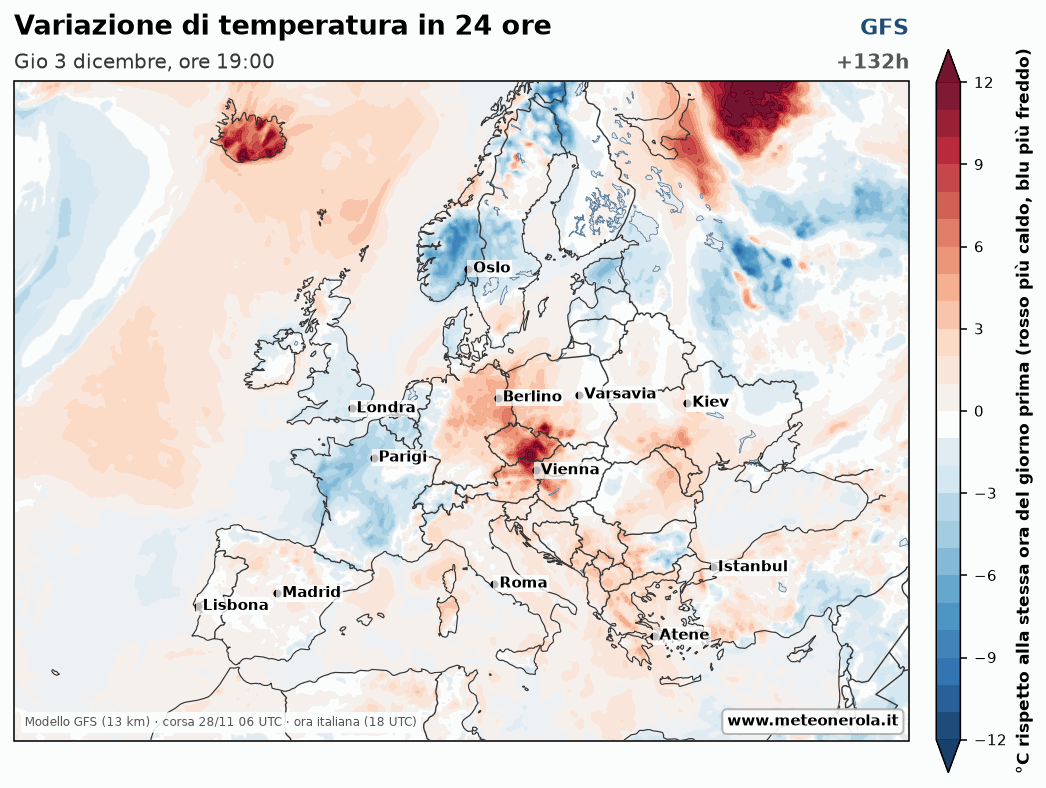 Variazione di temperatura in 24 ore
GFS
Gio 3 dicembre, ore 19:00
+132h
Oslo
Londra
Berlino
Varsavia
Kiev
Parigi
Vienna
Madrid
Lisbona
Roma
Istanbul
Atene
Modello GFS (13 km) · corsa 28/11 06 UTC · ora italiana (18 UTC)
www.meteonerola.it
12
9
6
3
0
−3
−6
−9
−12
°C rispetto alla stessa ora del giorno prima (rosso più caldo, blu più freddo)